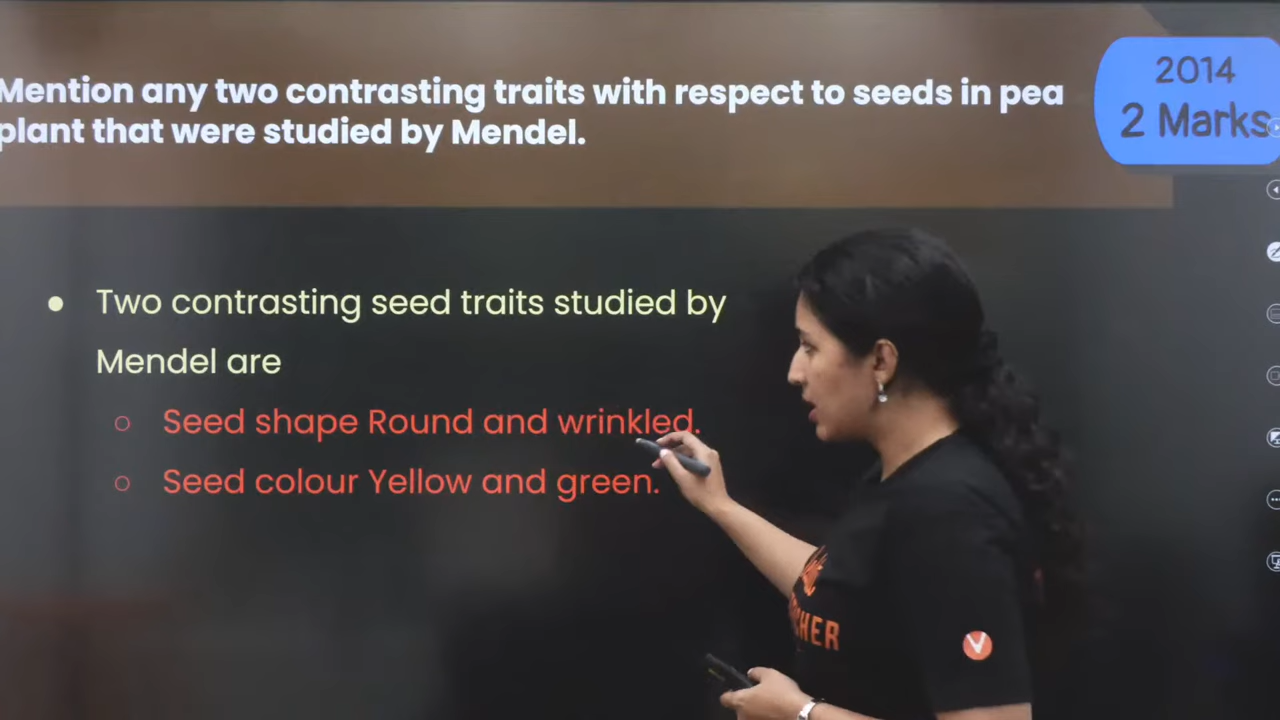 Mention any two contrasting traits with respect to seeds in pea
plant that were studied by Mendel.
2014
2 Marks
● Two contrasting seed traits studied by
Mendel are
○ Seed shape Round and wrinkled.
○ Seed colour Yellow and green.
HER
V